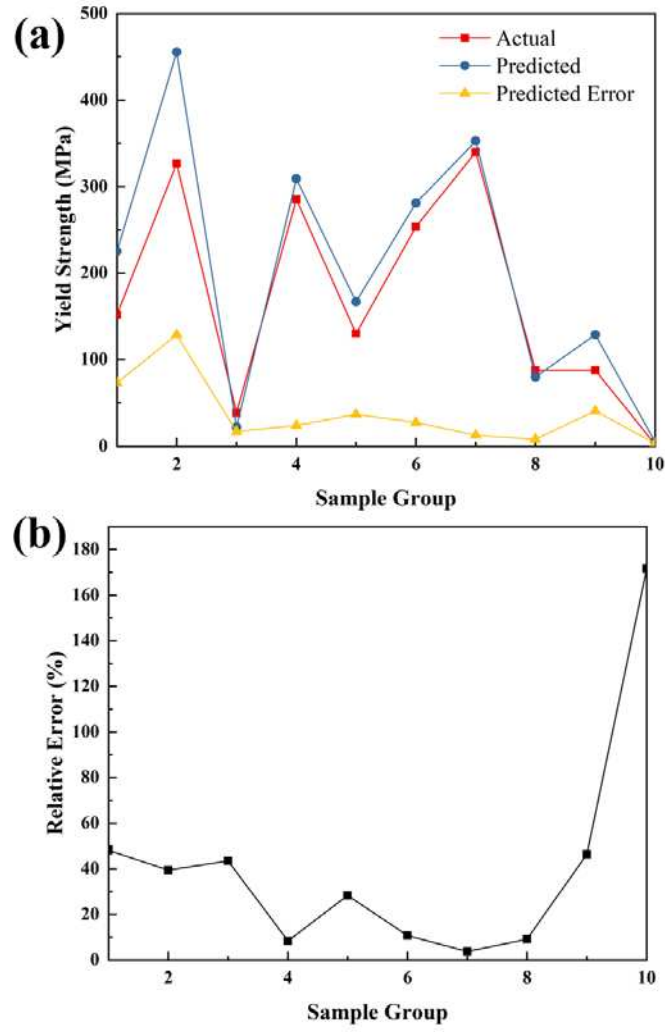 (a)
500
400
300
200
100
0
Yield Strength (MPa)
Actual
Predicted
Predicted Error
2
4
6
8
10
Sample Group
(b)
180
160
140
120
100
80
60
40
20
0
Relative Error (%)
2
4
6
8
10
Sample Group